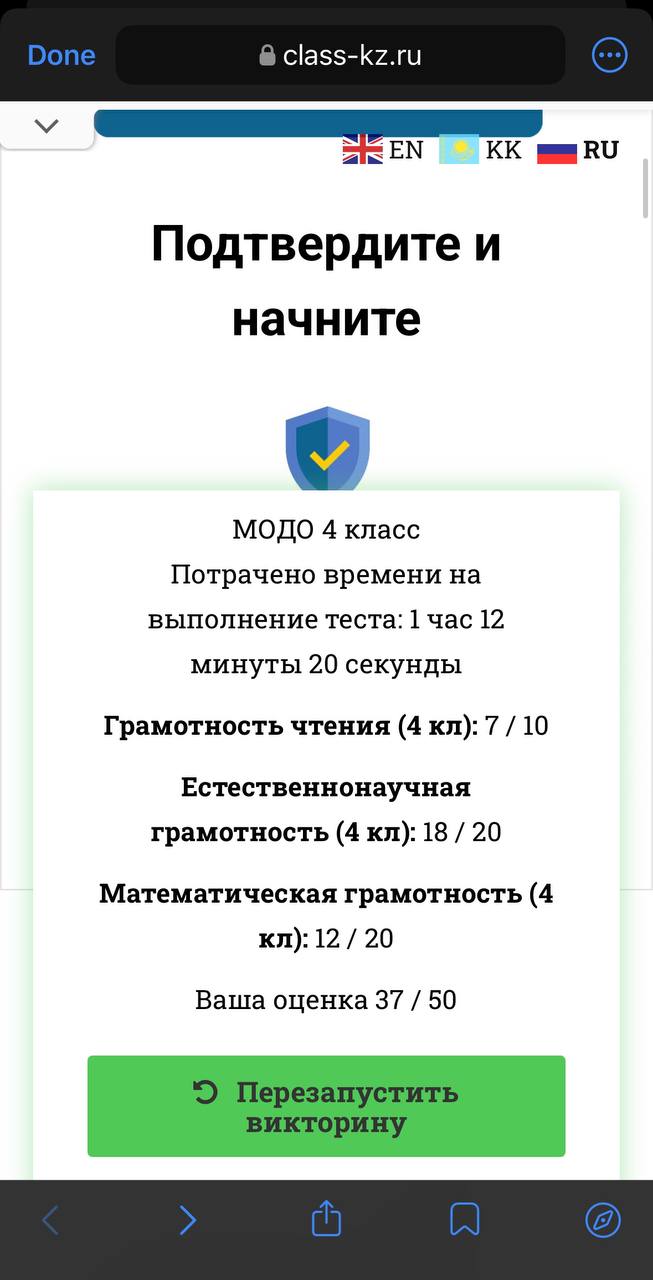 Done
class-kz.ru
EN KK RU
Подтвердите и
начните
МОДО 4 класс
Потрачено времени на
выполнение теста: 1 час 12
минуты 20 секунды
Грамотность чтения (4 кл): 7 / 10
Естественнонаучная
грамотность (4 кл): 18 / 20
Математическая грамотность (4
кл): 12 / 20
Ваша оценка 37 / 50
Перезапустить
викторину